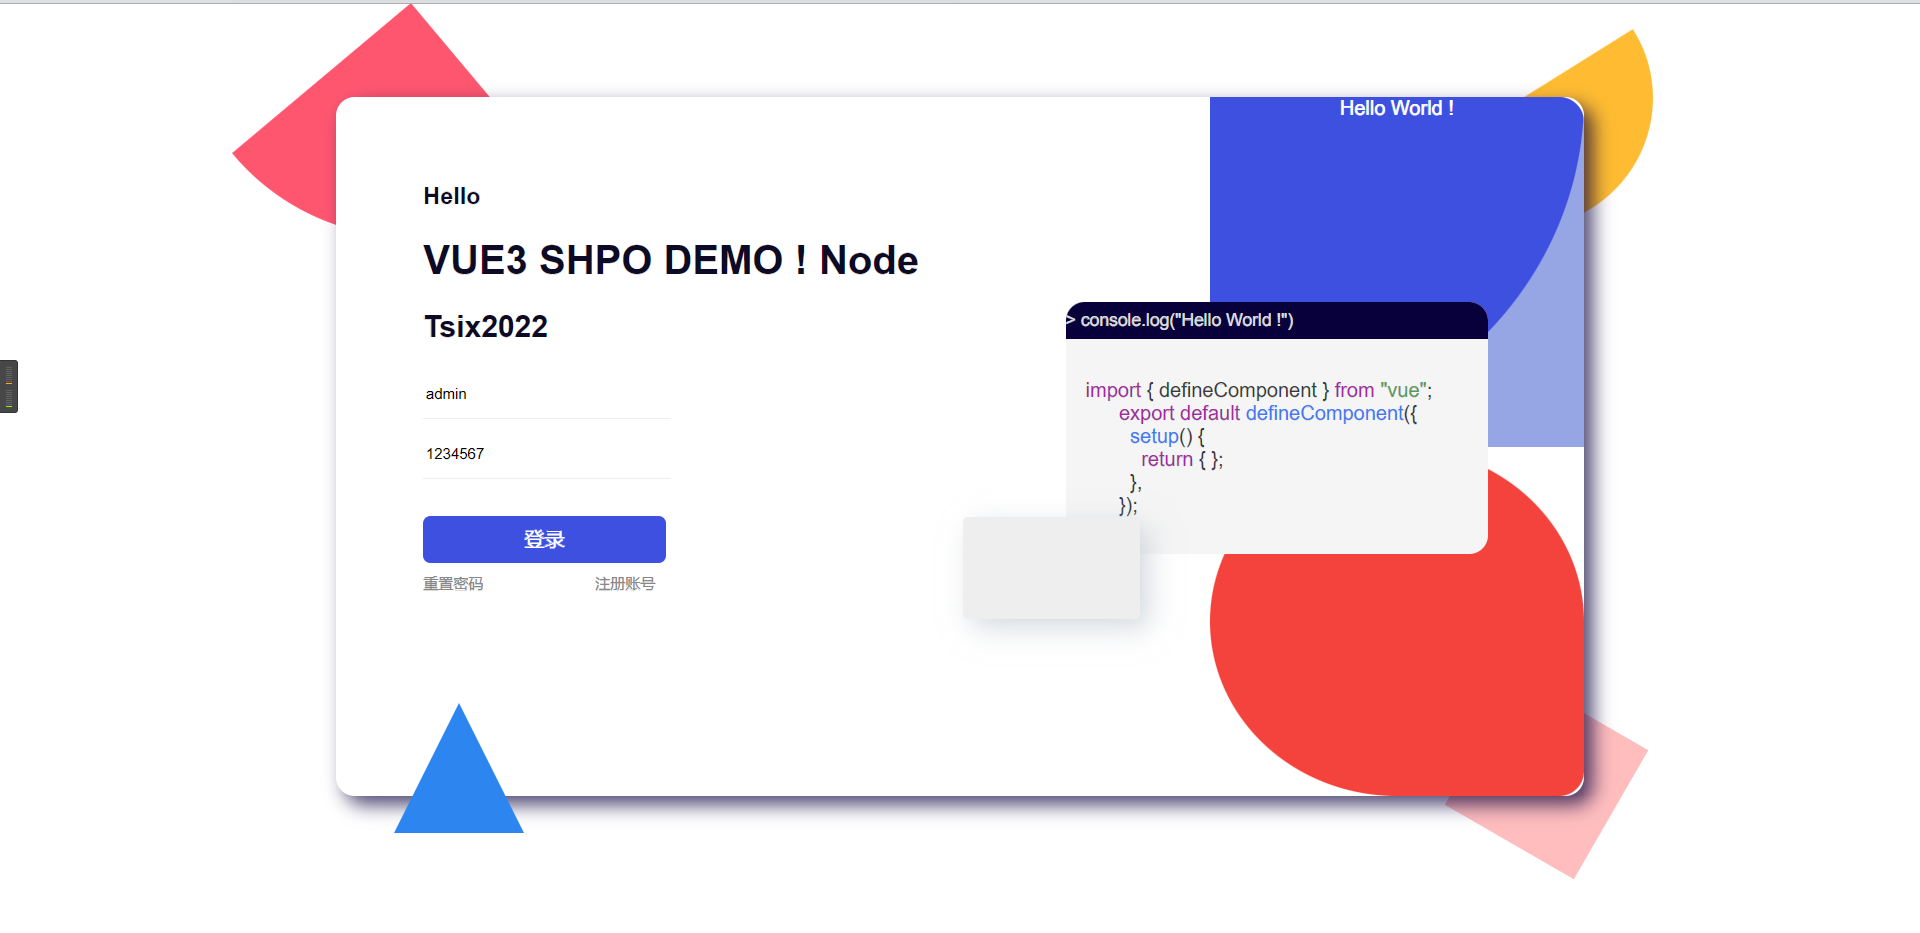 Hello
VUE3 SHPO DEMO ! Node
Tsix2022
admin
1234567
登录
重置密码 注册账号
Hello World !
> console.log("Hello World !")
import { defineComponent } from "vue";
export default defineComponent({
setup() {
return { };
},
});